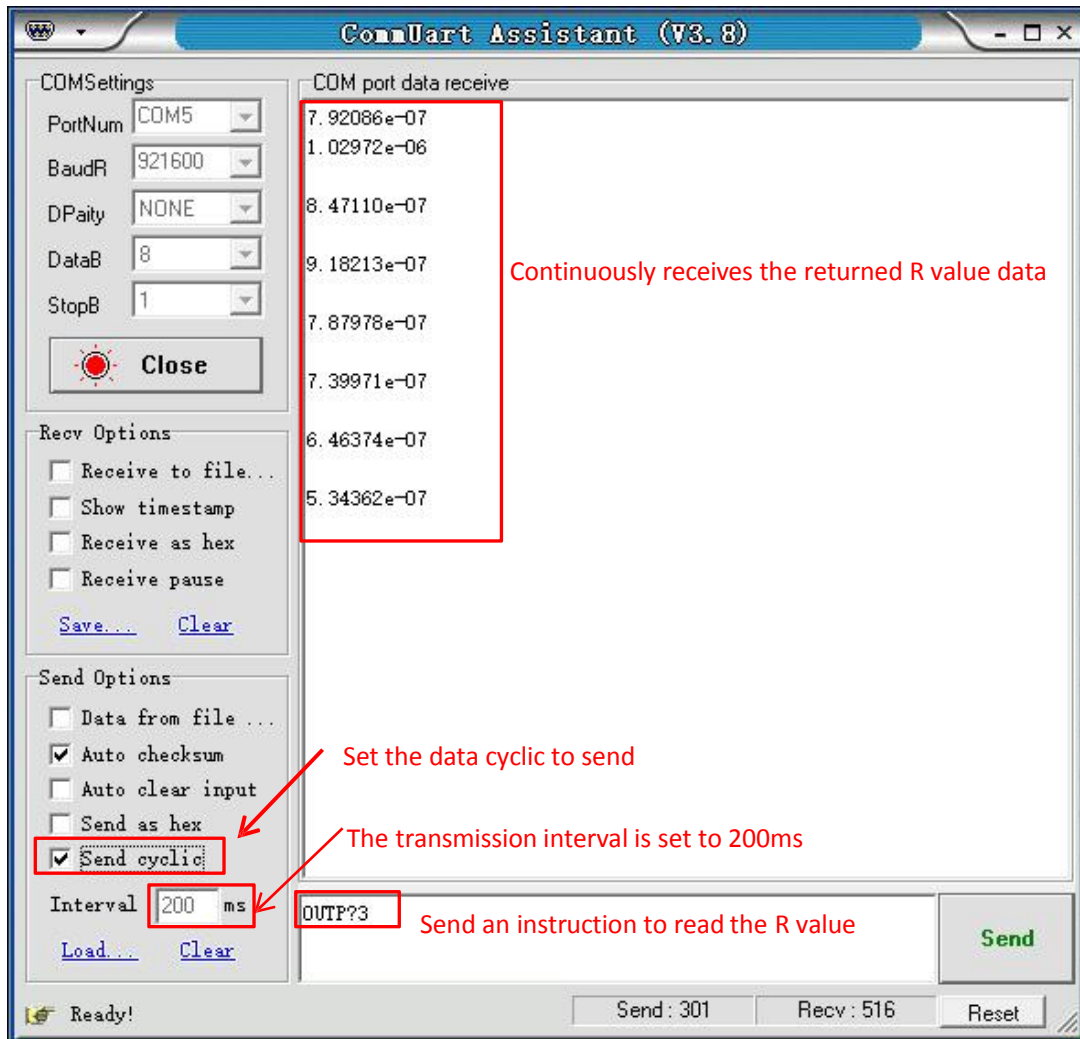 CommUart Assistant (V3.8)
COMSettings
PortNum COM5
BaudR 921600
DPaity NONE
DataB 8
StopB 1
Close
Recv Options
Receive to file...
Show timestamp
Receive as hex
Receive pause
Save... Clear
Send Options
Data from file ...
Auto checksum
Auto clear input
Send as hex
Send cyclic
Interval 200 ms
Load... Clear
COM port data receive
7.92086e-07
1.02972e-06
8.47110e-07
9.18213e-07
7.87978e-07
7.39971e-07
6.46374e-07
5.34362e-07
Continuously receives the returned R value data
Set the data cyclic to send
The transmission interval is set to 200ms
OUTP?3
Send an instruction to read the R value
Send
Ready!
Send : 301
Recv : 516
Reset